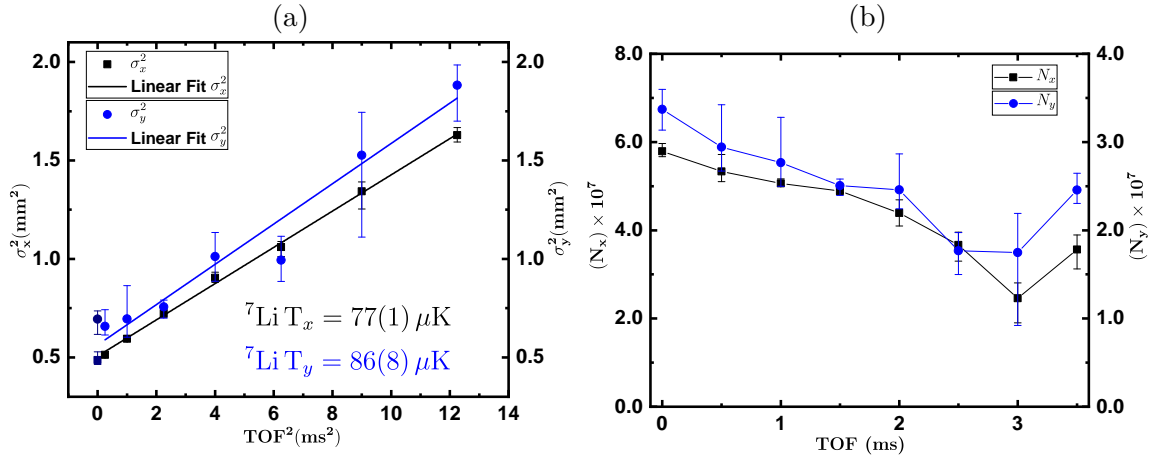 (a)
(b)
σ_x^2
Linear Fit σ_x^2
σ_y^2
Linear Fit σ_y^2
2.0
1.5
1.0
0.5
σ_x^2(mm^2)
2.0
1.5
1.0
0.5
σ_y^2(mm^2)
^7Li T_x = 77(1) μK
^7Li T_y = 86(8) μK
0 2 4 6 8 10 12 14
TOF^2(ms^2)
N_x
N_y
8.0
6.0
4.0
2.0
0.0
(N_x) × 10^7
4.0
3.0
2.0
1.0
0.0
(N_y) × 10^7
0 1 2 3
TOF (ms)